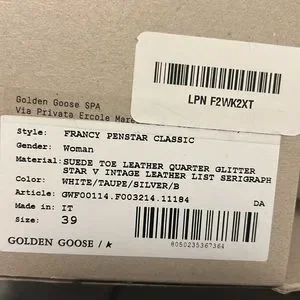 Golden Goose SPA
Via Privata Ercole Mare
LPN F2WK2XT
Style: FRANCY PENSTAR CLASSIC
Gender: Woman
Material: SUEDE TOE LEATHER QUARTER GLITTER
STAR V INTAGE LEATHER LIST SERIGRAPH
Color: WHITE/TAUPE/SILVER/B
Article: GWF00114.F003214.11184 DA
Made in: IT
Size: 39
GOLDEN GOOSE /
8050235367364